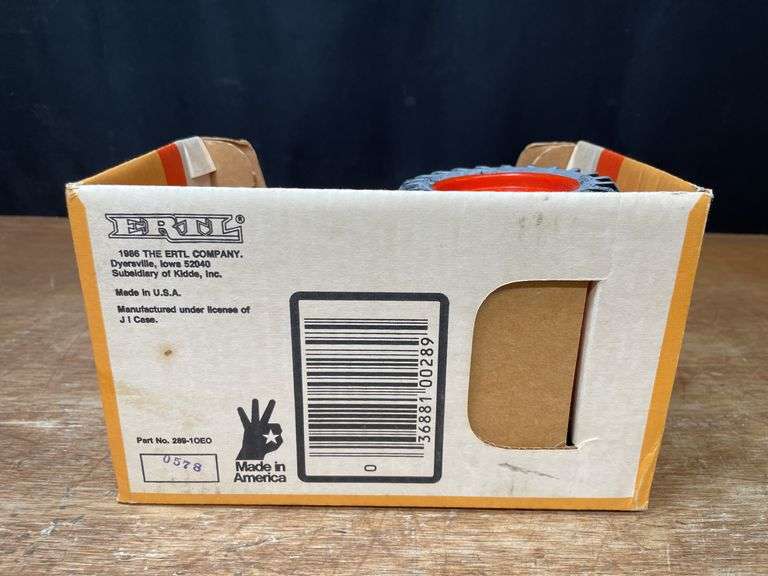 ERTL®
1986 THE ERTL COMPANY.
Dyersville, Iowa 52040
Subsidiary of Kidde, Inc.
Made in U.S.A.
Manufactured under license of
J I Case.
Part No. 289-1OEO
0578
Made in
America
36881 00289
0